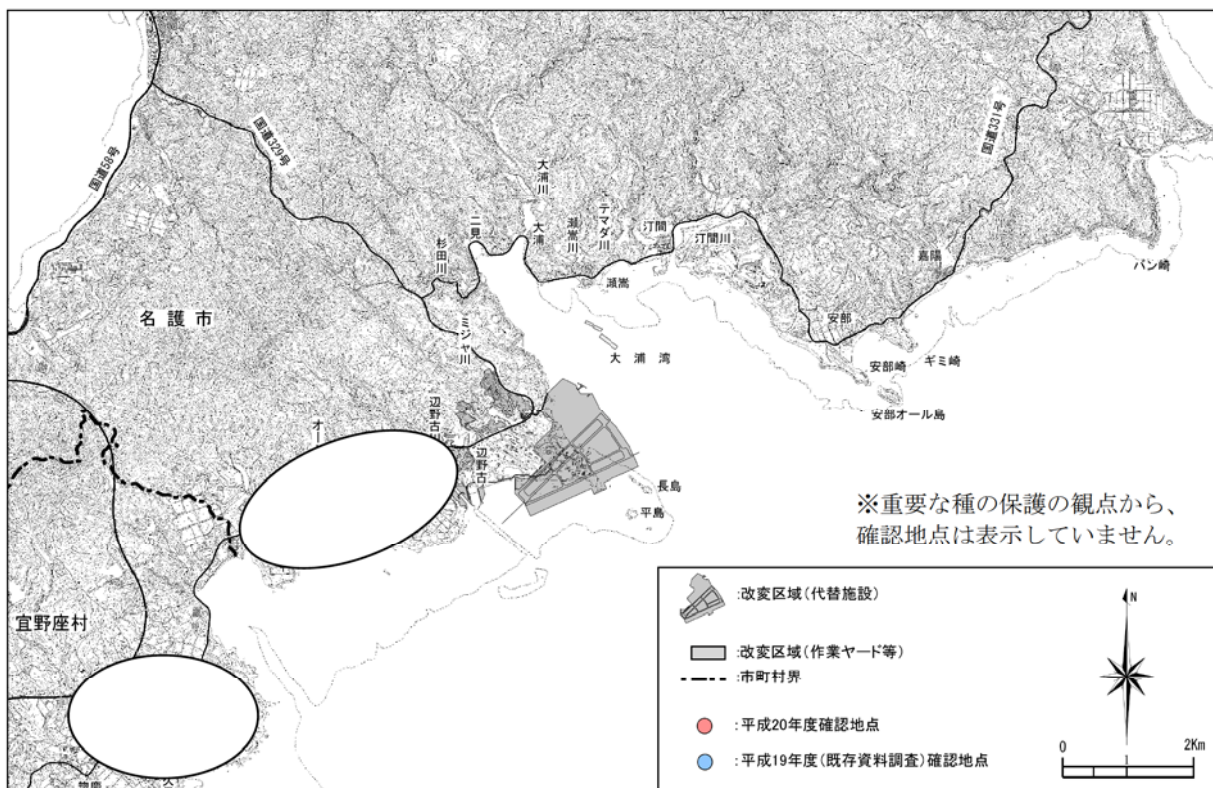 国道58号
国道329号
国道331号
大浦川
大浦
二見
杉田川
瀬嵩川
テマダ川
汀間
汀間川
瀬嵩
嘉陽
バン崎
名護市
ミジャ川
安部
大浦湾
安部崎
ギミ崎
安部オール島
辺野古
長島
平島
※重要な種の保護の観点から、
確認地点は表示していません。
宜野座村
:改変区域(代替施設)
:改変区域(作業ヤード等)
:市町村界
:平成20年度確認地点
:平成19年度(既存資料調査)確認地点
N
0 2Km